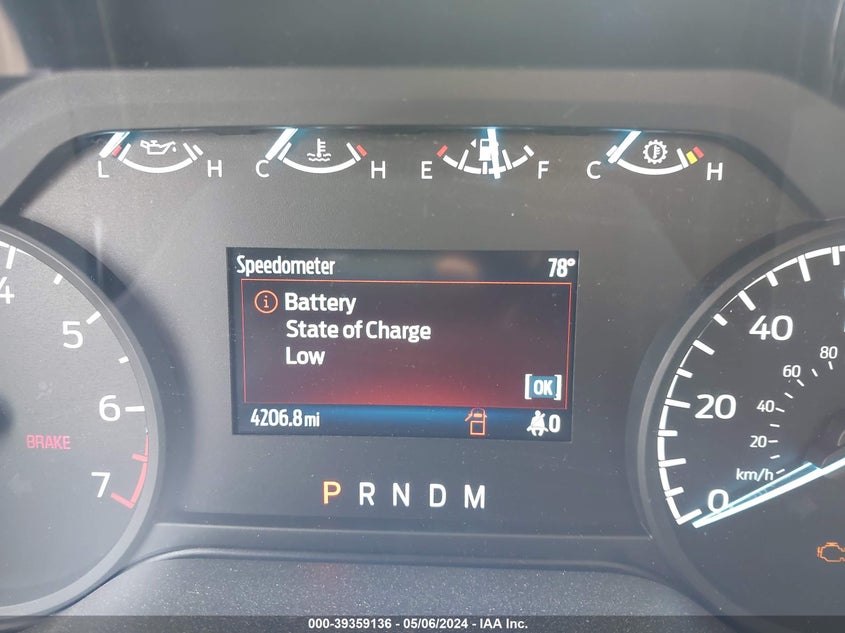 L H C H E F C H
Speedometer 78°
Battery
State of Charge
Low
[OK]
4206.8 mi 0
4
5
6
BRAKE
7
P R N D M
40
80
60
20
40
20
km/h
0
000-39359136 - 05/06/2024 - IAA Inc.